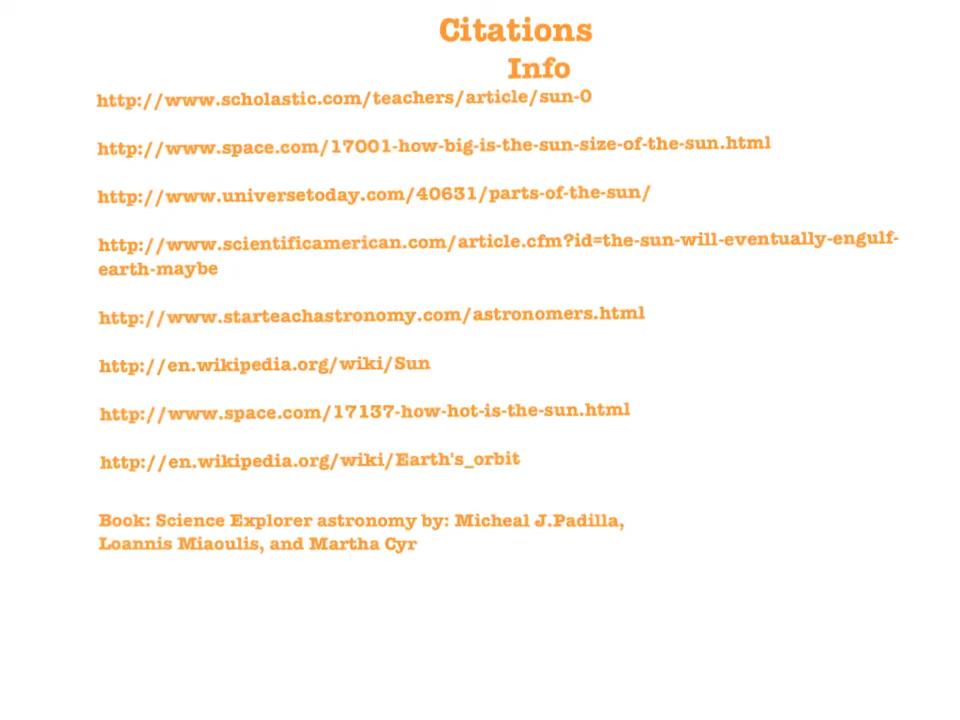 Citations
Info
http://www.scholastic.com/teachers/article/sun-0
http://www.space.com/17001-how-big-is-the-sun-size-of-the-sun.html
http://www.universetoday.com/40631/parts-of-the-sun/
http://www.scientificamerican.com/article.cfm?id=the-sun-will-eventually-engulf-
earth-maybe
http://www.starteachastronomy.com/astronomers.html
http://en.wikipedia.org/wiki/Sun
http://www.space.com/17137-how-hot-is-the-sun.html
http://en.wikipedia.org/wiki/Earth's_orbit
Book: Science Explorer astronomy by: Micheal J.Padilla,
Loannis Miaoulis, and Martha Cyr